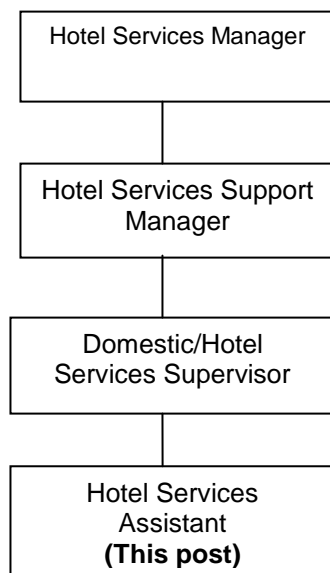 Hotel Services Manager
Hotel Services Support
Manager
Domestic/Hotel
Services Supervisor
Hotel Services
Assistant
(This post)